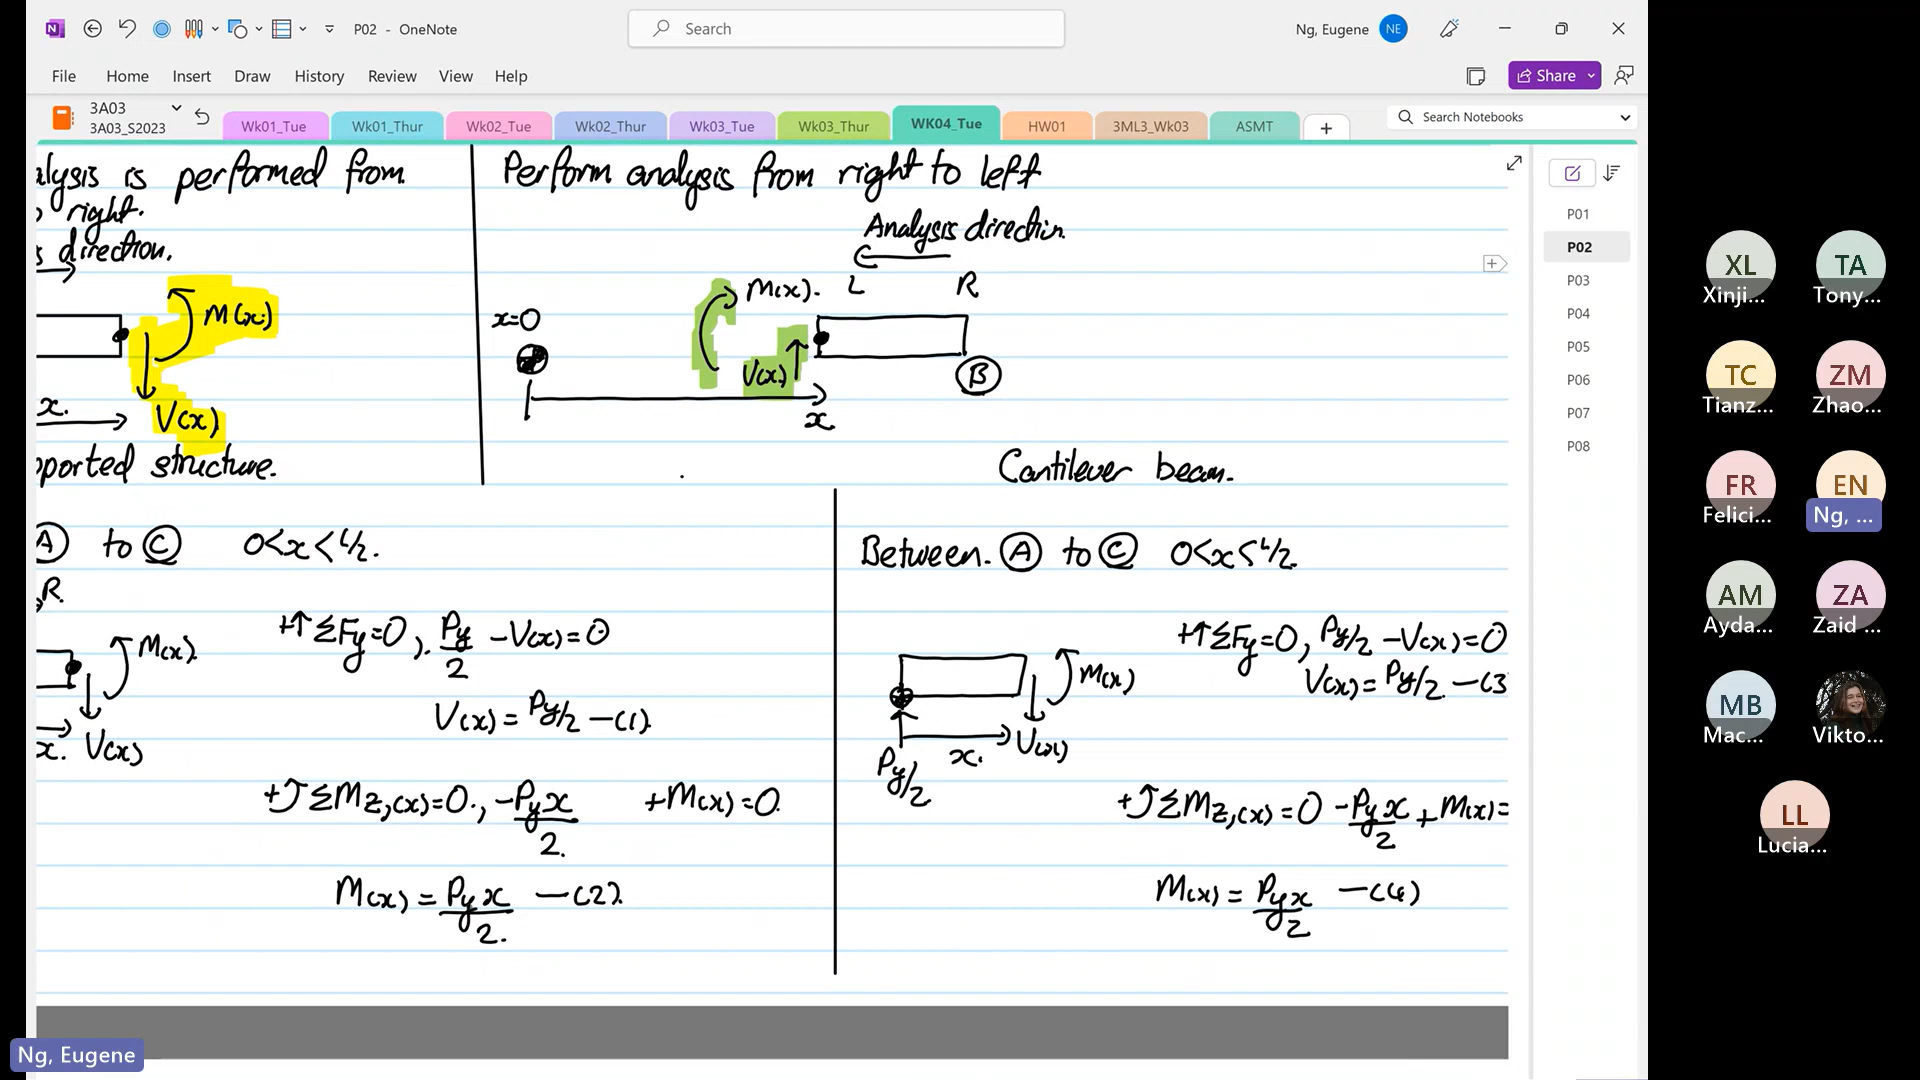 P02 - OneNote
Search
Ng, Eugene
NE
File Home Insert Draw History Review View Help
Share
3A03
3A03_S2023
Wk01_Tue
Wk01_Thur
Wk02_Tue
Wk02_Thur
Wk03_Tue
Wk03_Thur
WK04_Tue
HW01
3ML3_Wk03
ASMT
+
Search Notebooks
P01
P02
P03
P04
P05
P06
P07
P08
alysis is performed from
right.
s direction.
M(x)
V(x)
x.
pported structure.
Perform analysis from right to left
Analysis direction
L R
M(x).
x=0
V(x)
B
x
Cantilever beam.
A to C 0<x<L/2.
R
M(x).
x. V(x)
+↑ΣFy=0, Py/2 -V(x)=0
V(x) = Py/2 —(1).
+↺ΣMz,(x)=0., -Pyx/2 +M(x)=0.
M(x) = Pyx/2. —(2).
Between. A to C 0<x<L/2.
+↑ΣFy=0, Py/2 -V(x)=0
V(x)= Py/2. —(3
M(x)
x. V(x)
Py/2
+↺ΣMz,(x)=0 -Pyx/2 +M(x)=
M(x) = Pyx/2 —(4)
XL
Xinji...
TA
Tony...
TC
Tianz...
ZM
Zhao...
FR
Felici...
EN
Ng, ...
AM
Ayda...
ZA
Zaid ...
MB
Mac...
Vikto...
LL
Lucia...
Ng, Eugene